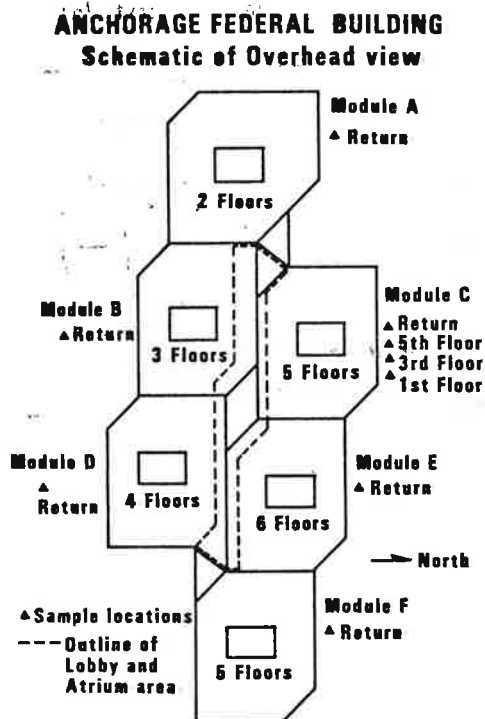 ANCHORAGE FEDERAL BUILDING
Schematic of Overhead view
Module A
▲ Return
2 Floors
Module B
▲ Return
3 Floors
Module C
▲ Return
▲ 5th Floor
▲ 3rd Floor
▲ 1st Floor
5 Floors
Module D
▲
Return
4 Floors
Module E
▲ Return
6 Floors
North
▲ Sample locations
--- Outline of
Lobby and
Atrium area
Module F
▲ Return
5 Floors